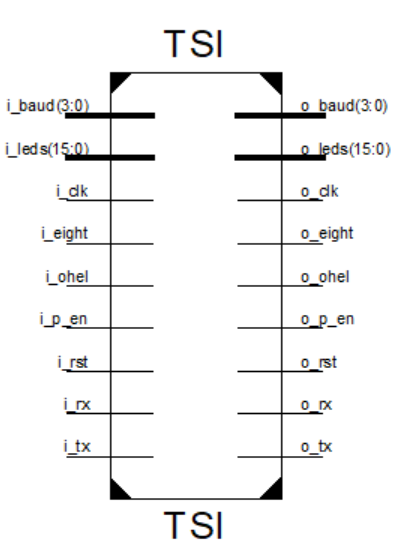 TSI
i_baud(3:0) o_baud(3:0)
i_leds(15:0) o_leds(15:0)
i_clk o_clk
i_eight o_eight
i_ohel o_ohel
i_p_en o_p_en
i_rst o_rst
i_rx o_rx
i_tx o_tx
TSI